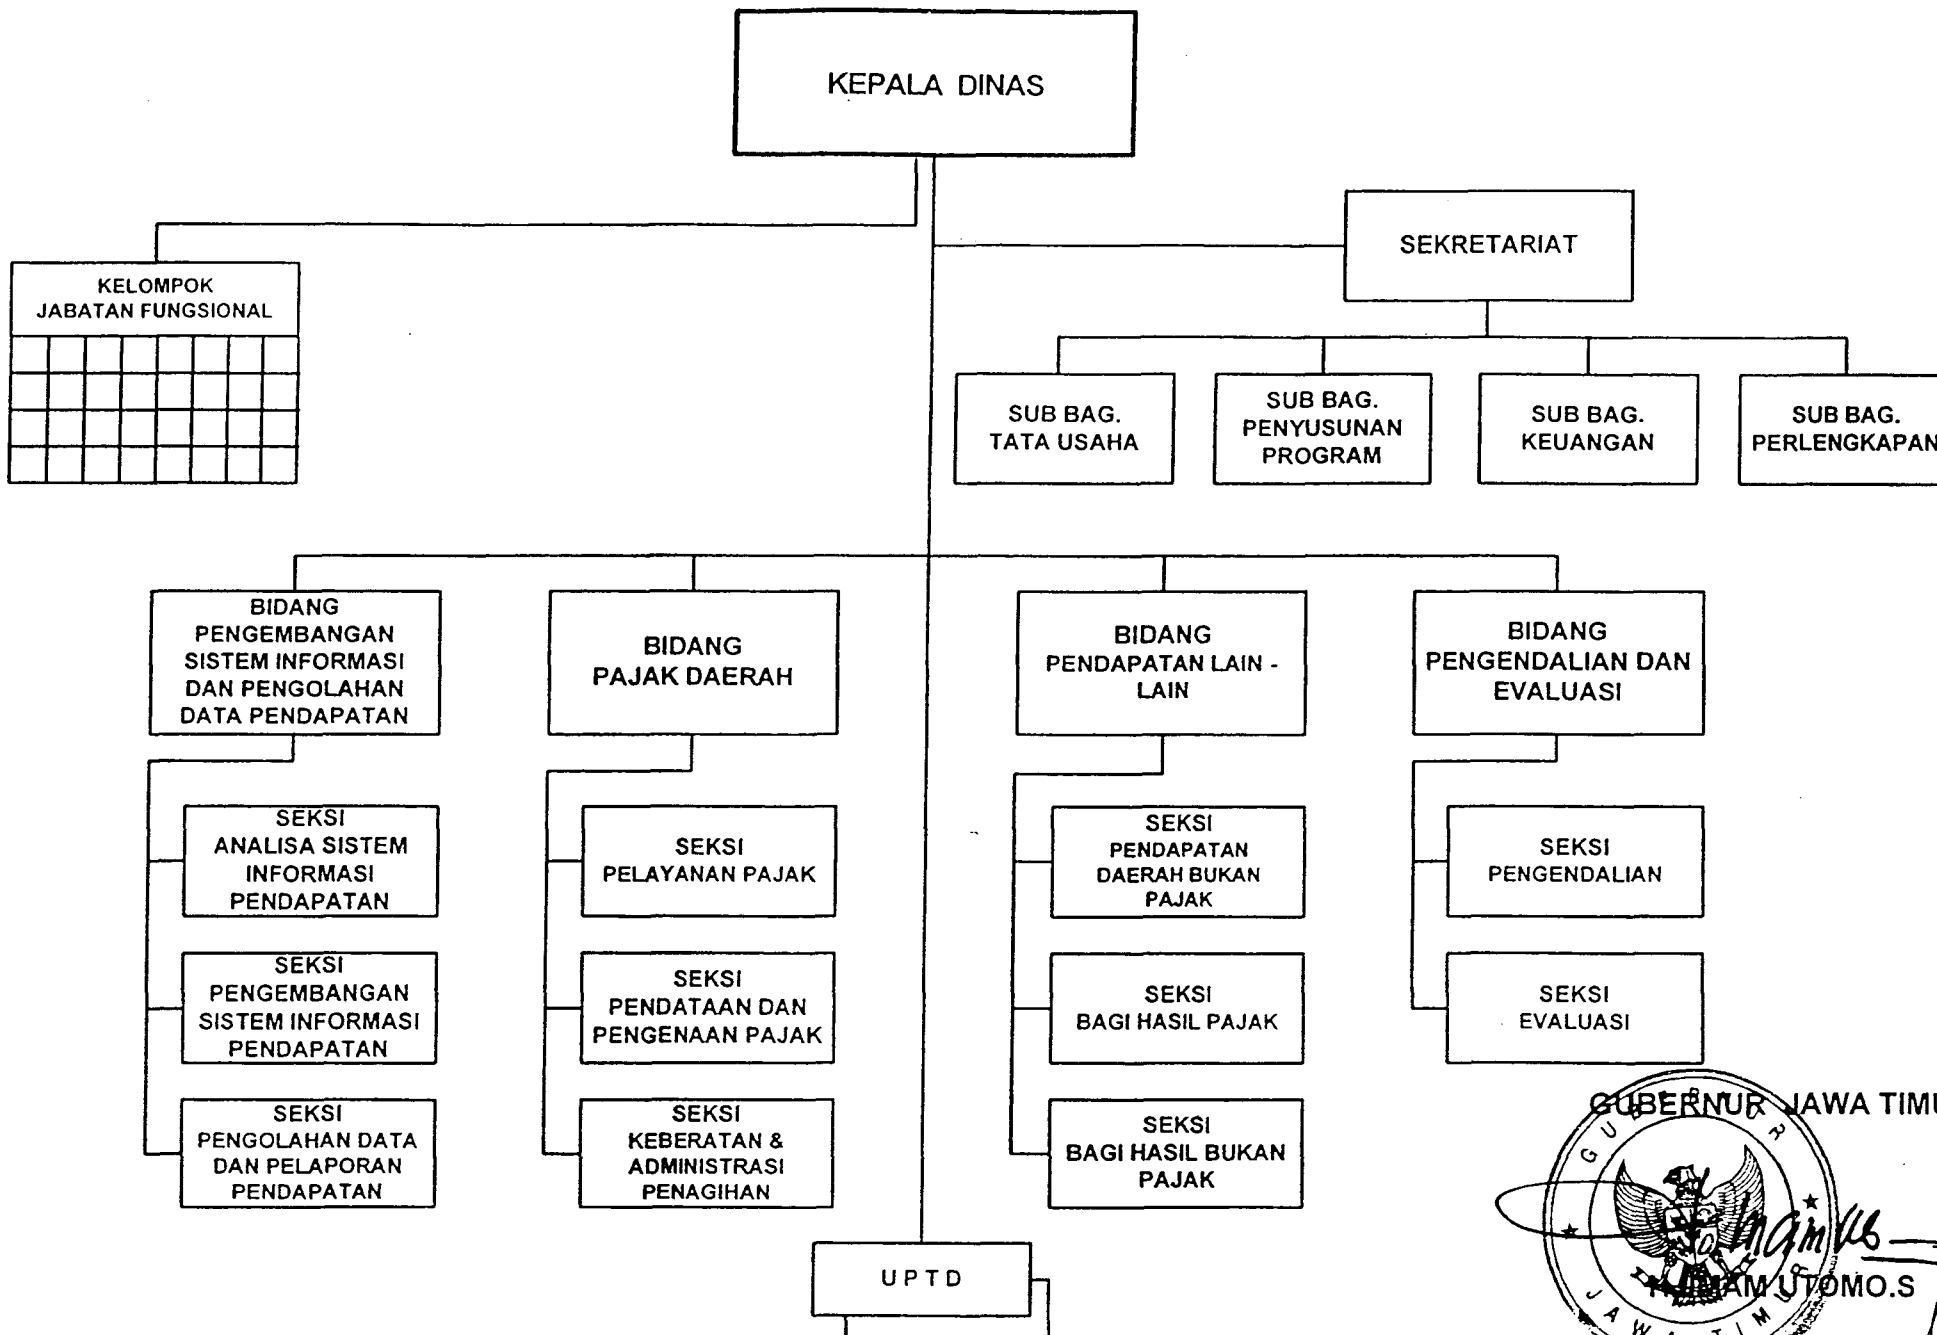 KEPALA DINAS
SEKRETARIAT
KELOMPOK
JABATAN FUNGSIONAL
SUB BAG.
TATA USAHA
SUB BAG.
PENYUSUNAN
PROGRAM
SUB BAG.
KEUANGAN
SUB BAG.
PERLENGKAPAN
BIDANG
PENGEMBANGAN
SISTEM INFORMASI
DAN PENGOLAHAN
DATA PENDAPATAN
BIDANG
PAJAK DAERAH
BIDANG
PENDAPATAN LAIN -
LAIN
BIDANG
PENGENDALIAN DAN
EVALUASI
SEKSI
ANALISA SISTEM
INFORMASI
PENDAPATAN
SEKSI
PELAYANAN PAJAK
SEKSI
PENDAPATAN
DAERAH BUKAN
PAJAK
SEKSI
PENGENDALIAN
SEKSI
PENGEMBANGAN
SISTEM INFORMASI
PENDAPATAN
SEKSI
PENDATAAN DAN
PENGENAAN PAJAK
SEKSI
BAGI HASIL PAJAK
SEKSI
EVALUASI
SEKSI
PENGOLAHAN DATA
DAN PELAPORAN
PENDAPATAN
SEKSI
KEBERATAN &
ADMINISTRASI
PENAGIHAN
SEKSI
BAGI HASIL BUKAN
PAJAK
UPTD
GUBERNUR JAWA TIMU
GUBERNUR
JAWA TIMUR
UTOMO.S